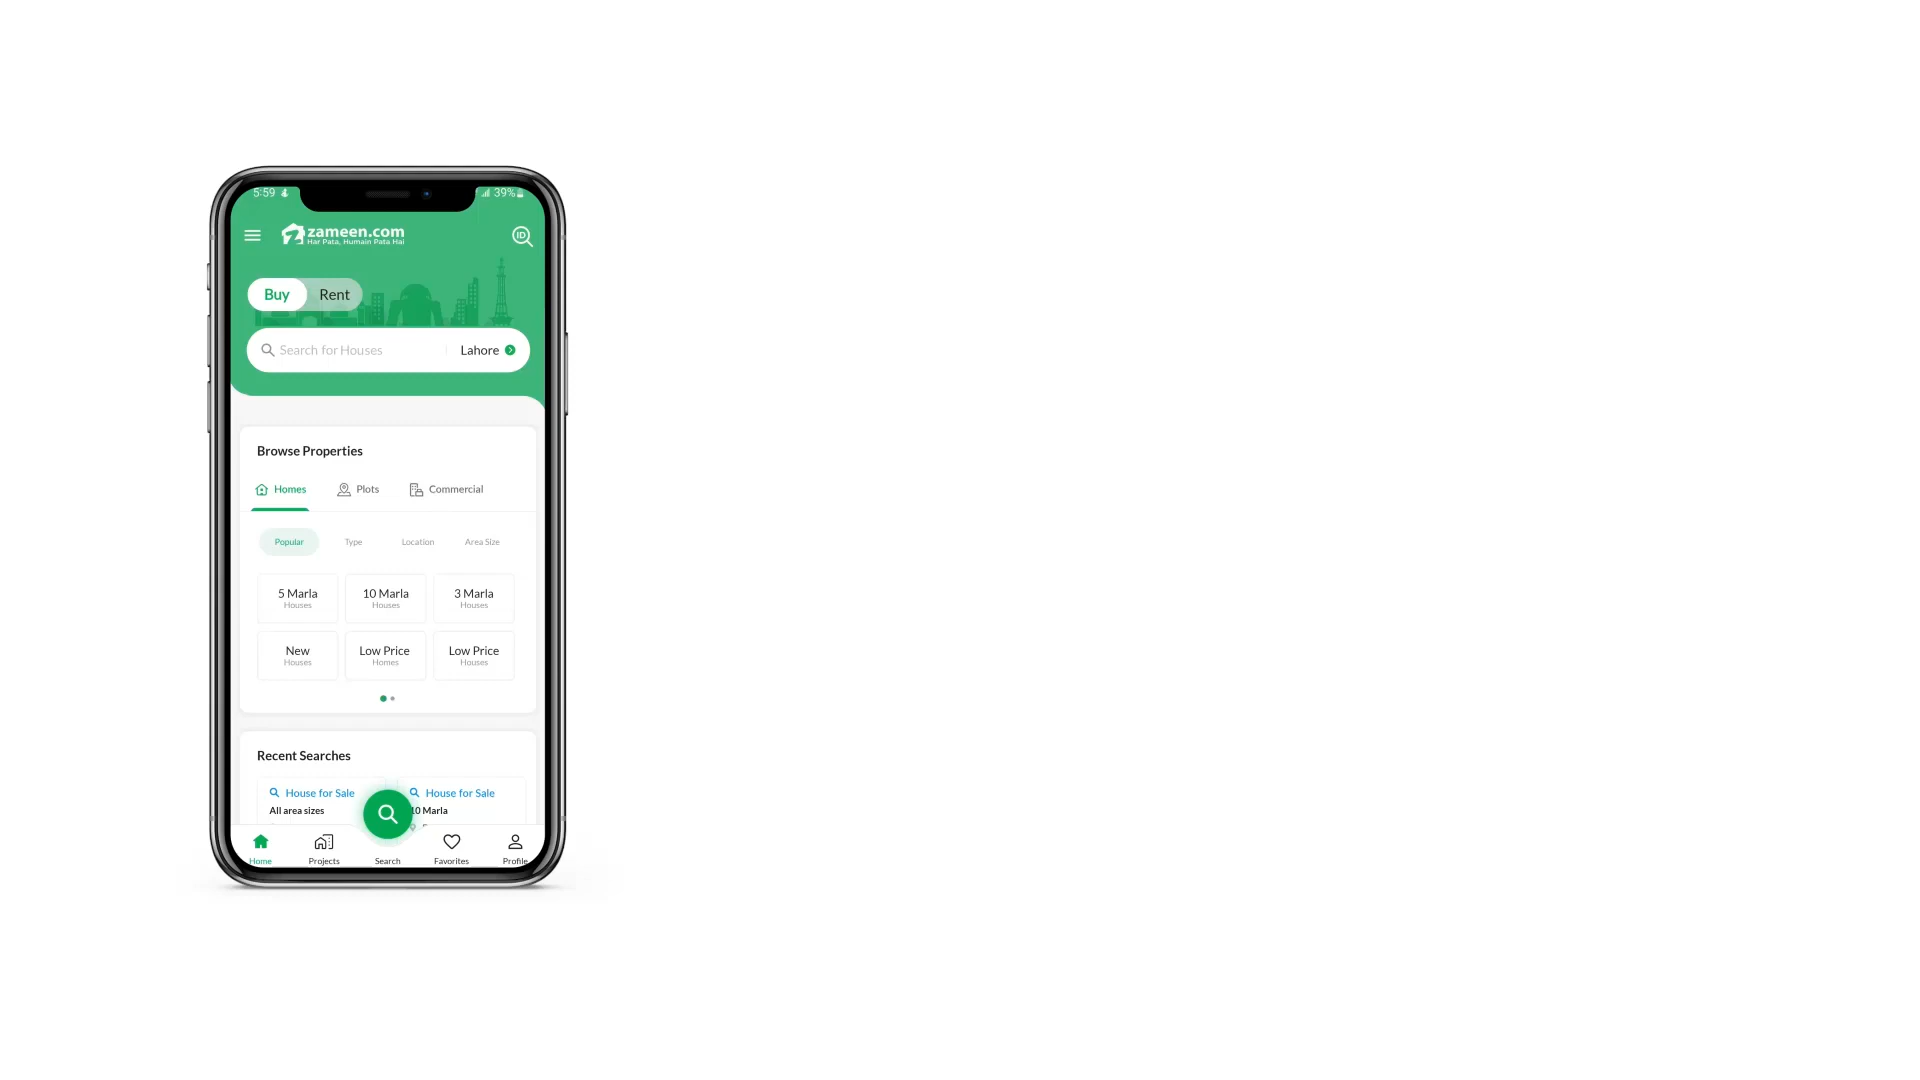 5:59
39%
zameen.com
Har Pata, Humain Pata Hai
ID
Buy
Rent
Search for Houses
Lahore
Browse Properties
Homes
Plots
Commercial
Popular
Type
Location
Area Size
5 Marla
Houses
10 Marla
Houses
3 Marla
Houses
New
Houses
Low Price
Homes
Low Price
Houses
Recent Searches
House for Sale
All area sizes
House for Sale
10 Marla
Home
Projects
Search
Favorites
Profile